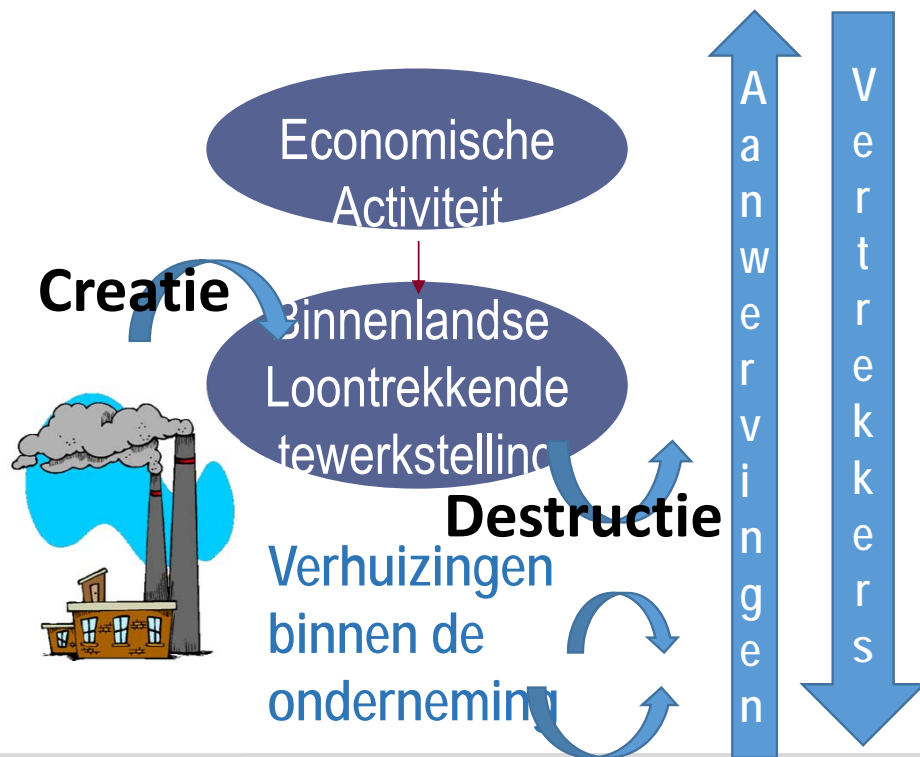 Economische
Activiteit
Creatie
Binnenlandse
Loontrekkende
tewerkstelling
Destructie
Verhuizingen
binnen de
onderneming
Aanwervingen
Vertrekkers